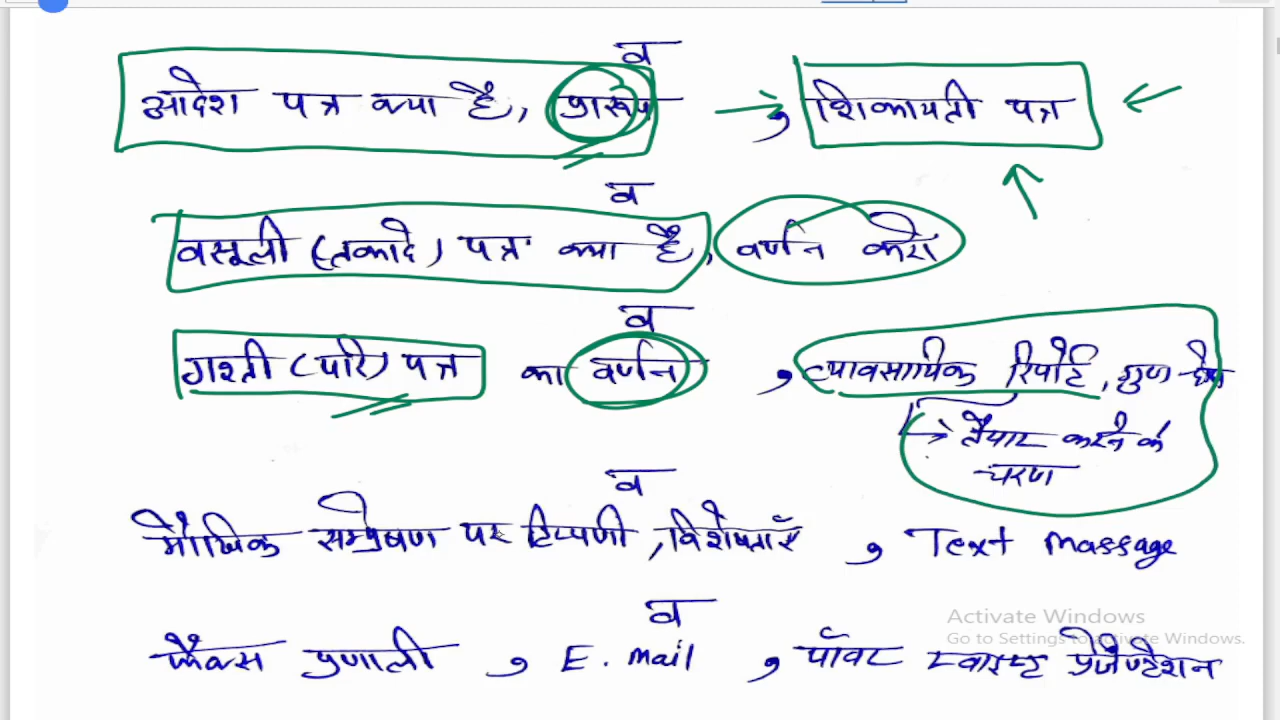 व
आदेश पत्र क्या है, प्रारूप , शिकायती पत्र
व
वसूली (तकादे) पत्र क्या है, वर्णन करो
व
गश्ती (परि) पत्र का वर्णन , व्यावसायिक रिपोर्ट, गुण दोष
→ तैयार करने के
चरण
व
मौखिक सम्प्रेषण पर टिप्पणी, विशेषताएँ , Text massage
Activate Windows
Go to Settings to activate Windows.
व
फैक्स प्रणाली , E. mail , पॉवर प्वाइण्ट प्रेजेण्टेशन